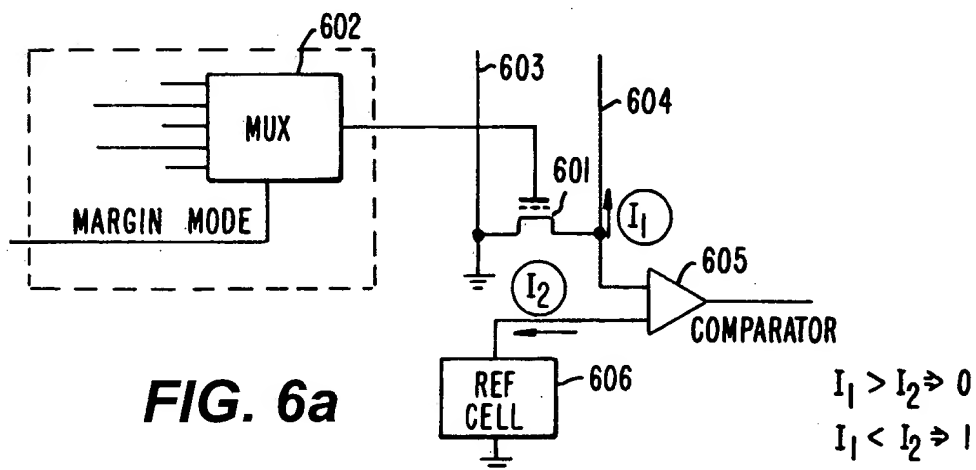 602
MUX
MARGIN MODE
603
604
601
I₁
I₂
605
COMPARATOR
REF
CELL
606
I₁ > I₂ ⇒ 0
I₁ < I₂ ⇒ 1
FIG. 6a